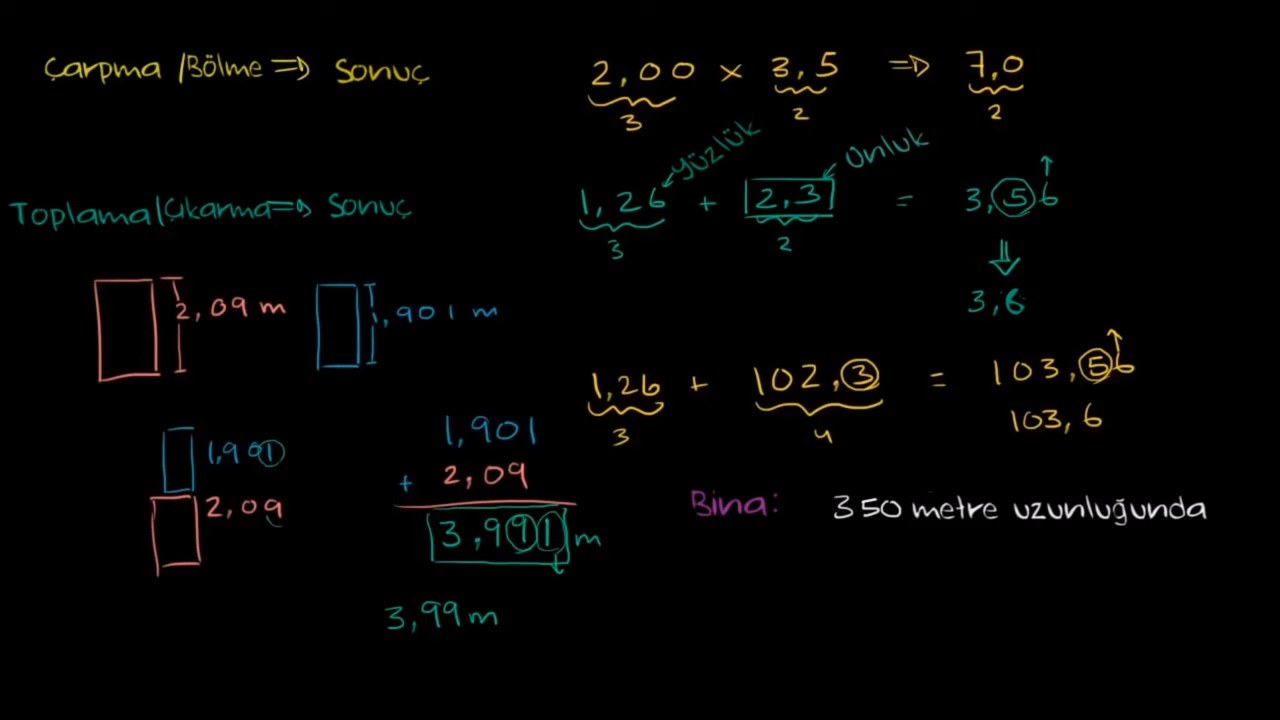 Çarpma /Bölme => Sonuç
2,00 x 3,5 => 7,0
3 2 2
Yüzlük Onluk
Toplama/Çıkarma=> Sonuç
1,26 + 2,3 = 3,56
3 2
3,6
2,09 m
1,901 m
1,26 + 102,3 = 103,56
3 4
103,6
1,901
2,09
1,901
+ 2,09
3,991 m
3,99 m
Bina: 350 metre uzunluğunda